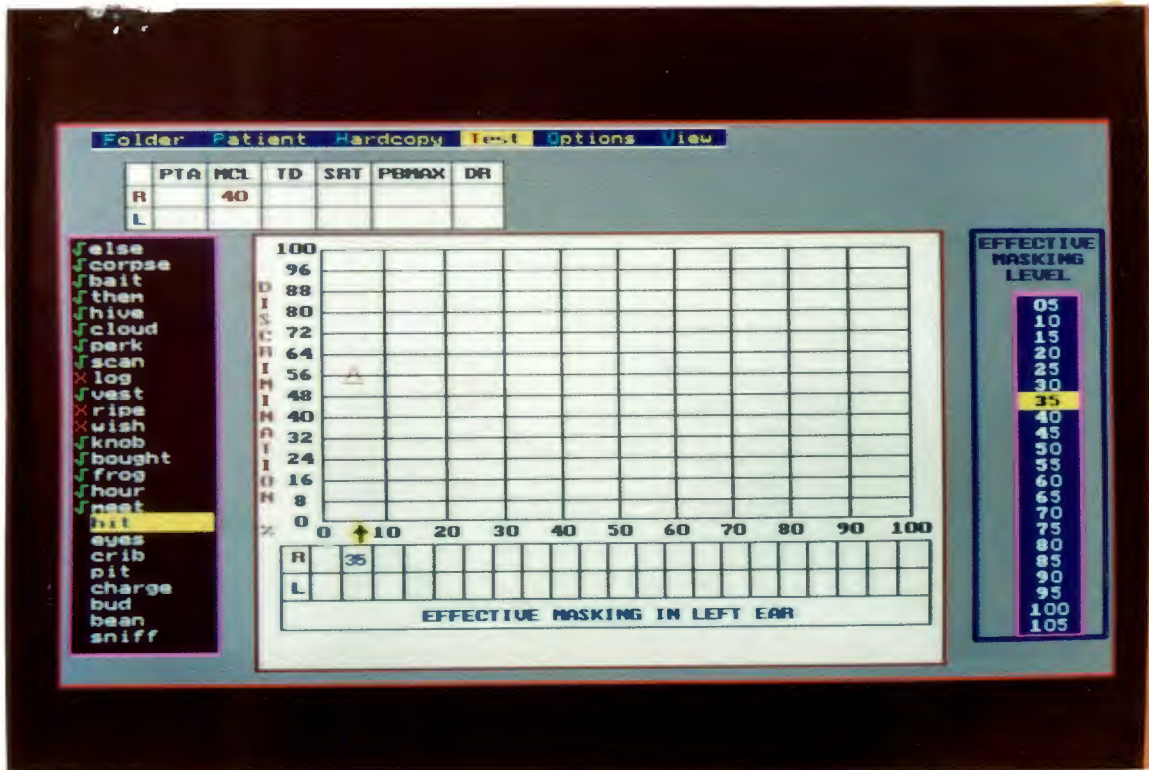 Folder Patient Hardcopy Test Options View
PTA MCL TD SRT PBMAX DR
R 40
L
else
corpse
bait
then
hive
cloud
perk
scan
log
vest
ripe
wish
knob
bought
frog
hour
meet
hit
eyes
crib
pit
charge
bud
bean
sniff
DISCRIMINATION %
100
96
88
80
72
64
56
48
40
32
24
16
8
0
0 10 20 30 40 50 60 70 80 90 100
R 35
L
EFFECTIVE MASKING IN LEFT EAR
EFFECTIVE
MASKING
LEVEL
05
10
15
20
25
30
35
40
45
50
55
60
65
70
75
80
85
90
95
100
105